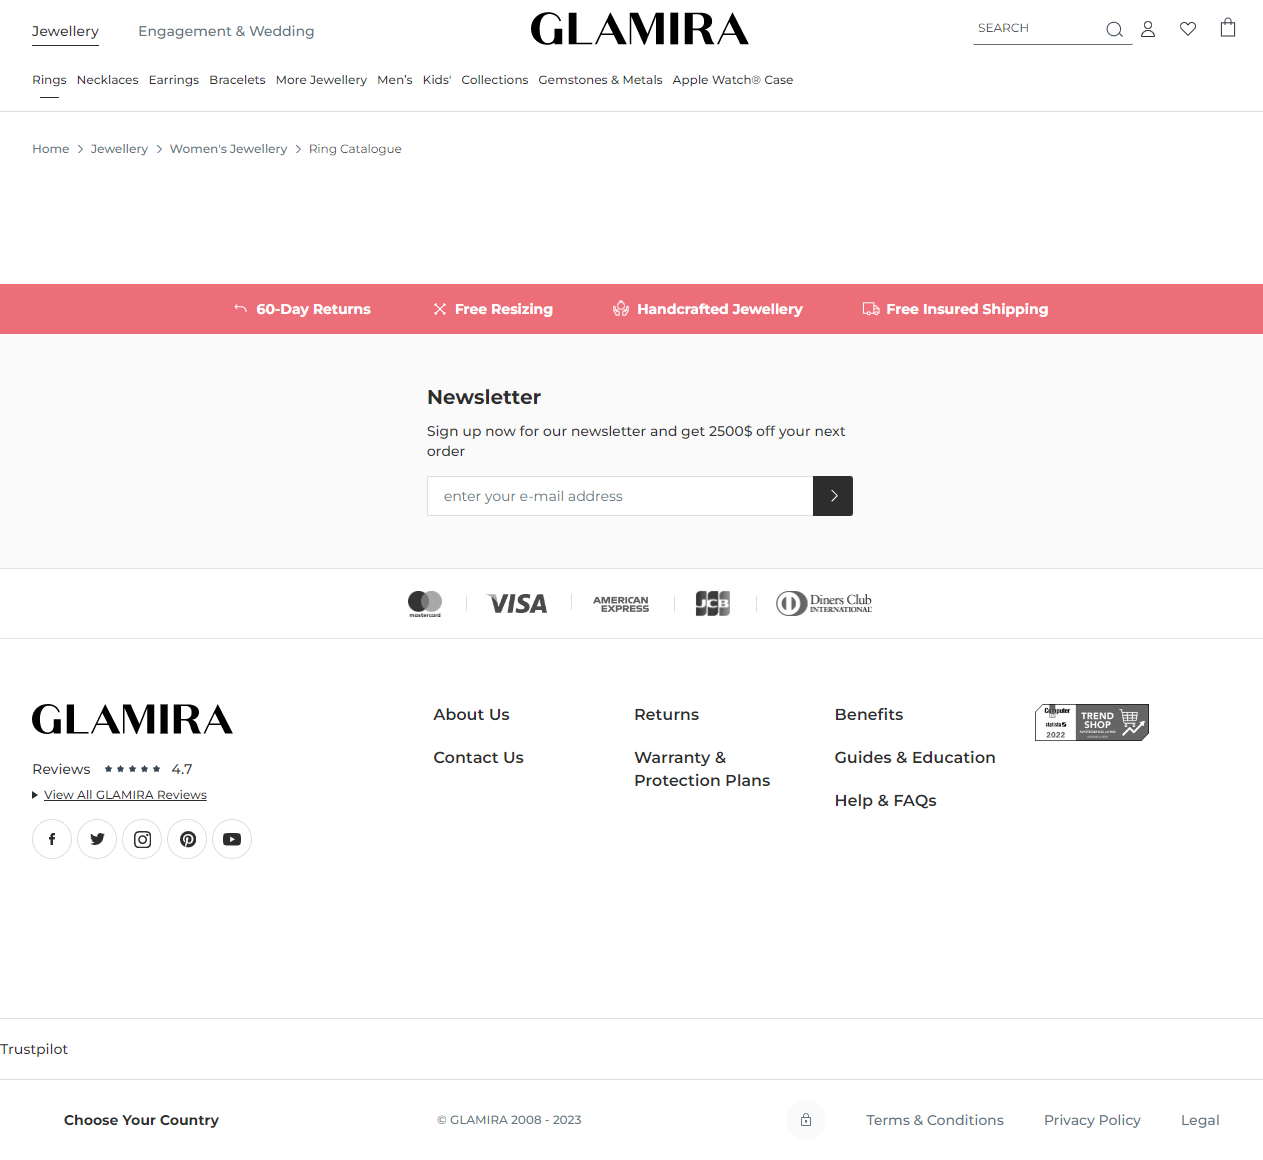 Jewellery
Engagement & Wedding
GLAMIRA
SEARCH
Rings Necklaces Earrings Bracelets More Jewellery Men's Kids' Collections Gemstones & Metals Apple Watch® Case
Home > Jewellery > Women's Jewellery > Ring Catalogue
60-Day Returns Free Resizing Handcrafted Jewellery Free Insured Shipping
Newsletter
Sign up now for our newsletter and get 2500$ off your next
order
enter your e-mail address
mastercard
VISA
AMERICAN
EXPRESS
JCB
Diners Club
INTERNATIONAL
GLAMIRA
Reviews 4.7
View All GLAMIRA Reviews
About Us
Contact Us
Returns
Warranty &
Protection Plans
Benefits
Guides & Education
Help & FAQs
Computer
statista
2022
TREND
SHOP
Trustpilot
Choose Your Country
© GLAMIRA 2008 - 2023
Terms & Conditions
Privacy Policy
Legal